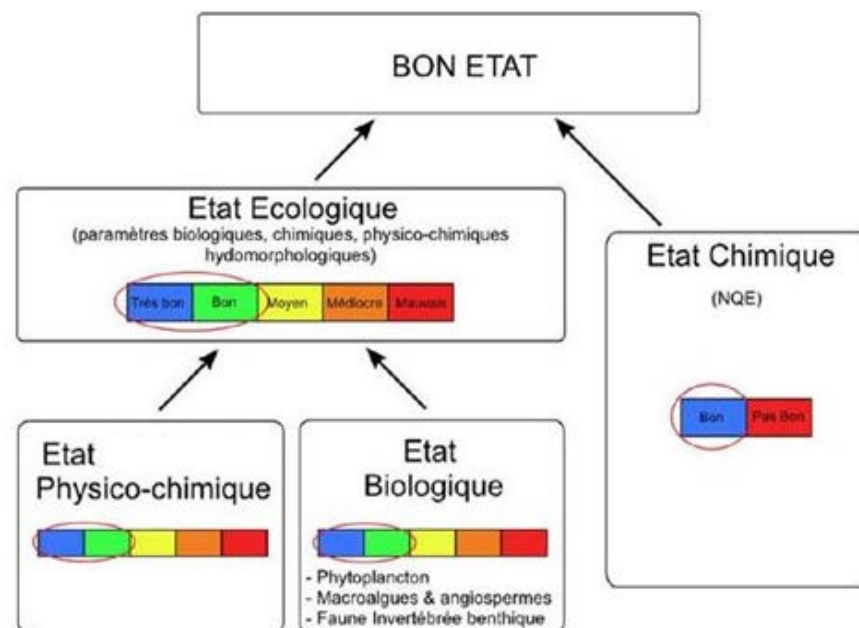 BON ETAT
Etat Ecologique
(paramètres biologiques, chimiques, physico-chimiques
hydomorphologiques)
Très bon
Bon
Moyen
Médiocre
Mauvais
Etat Chimique
(NQE)
Bon
Pas Bon
Etat
Physico-chimique
Etat
Biologique
- Phytoplancton
- Macroalgues & angiospermes
- Faune Invertébrée benthique